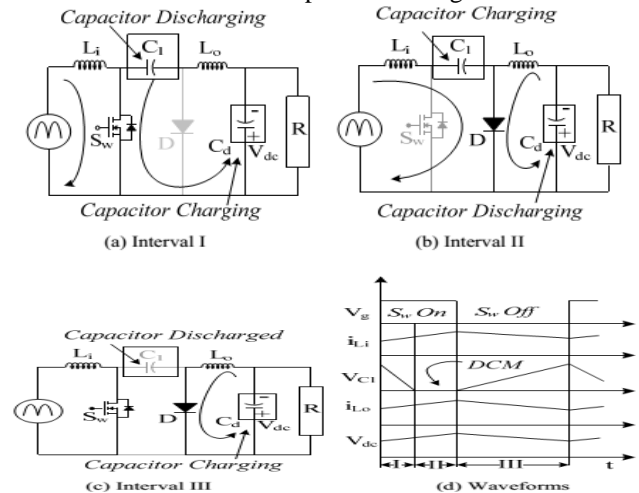 Capacitor Discharging
Li
C1
Lo
Sw
D
Cd
-
+
Vdc
R
Capacitor Charging
(a) Interval I
Capacitor Charging
Li
C1
Lo
Sw
D
Cd
-
+
Vdc
R
Capacitor Discharging
(b) Interval II
Capacitor Discharged
Li
C1
Lo
Sw
D
Cd
-
+
Vdc
R
Capacitor Charging
(c) Interval III
Vg
Sw On
Sw Off
iLi
VC1
DCM
iLo
Vdc
I
II
III
t
(d) Waveforms